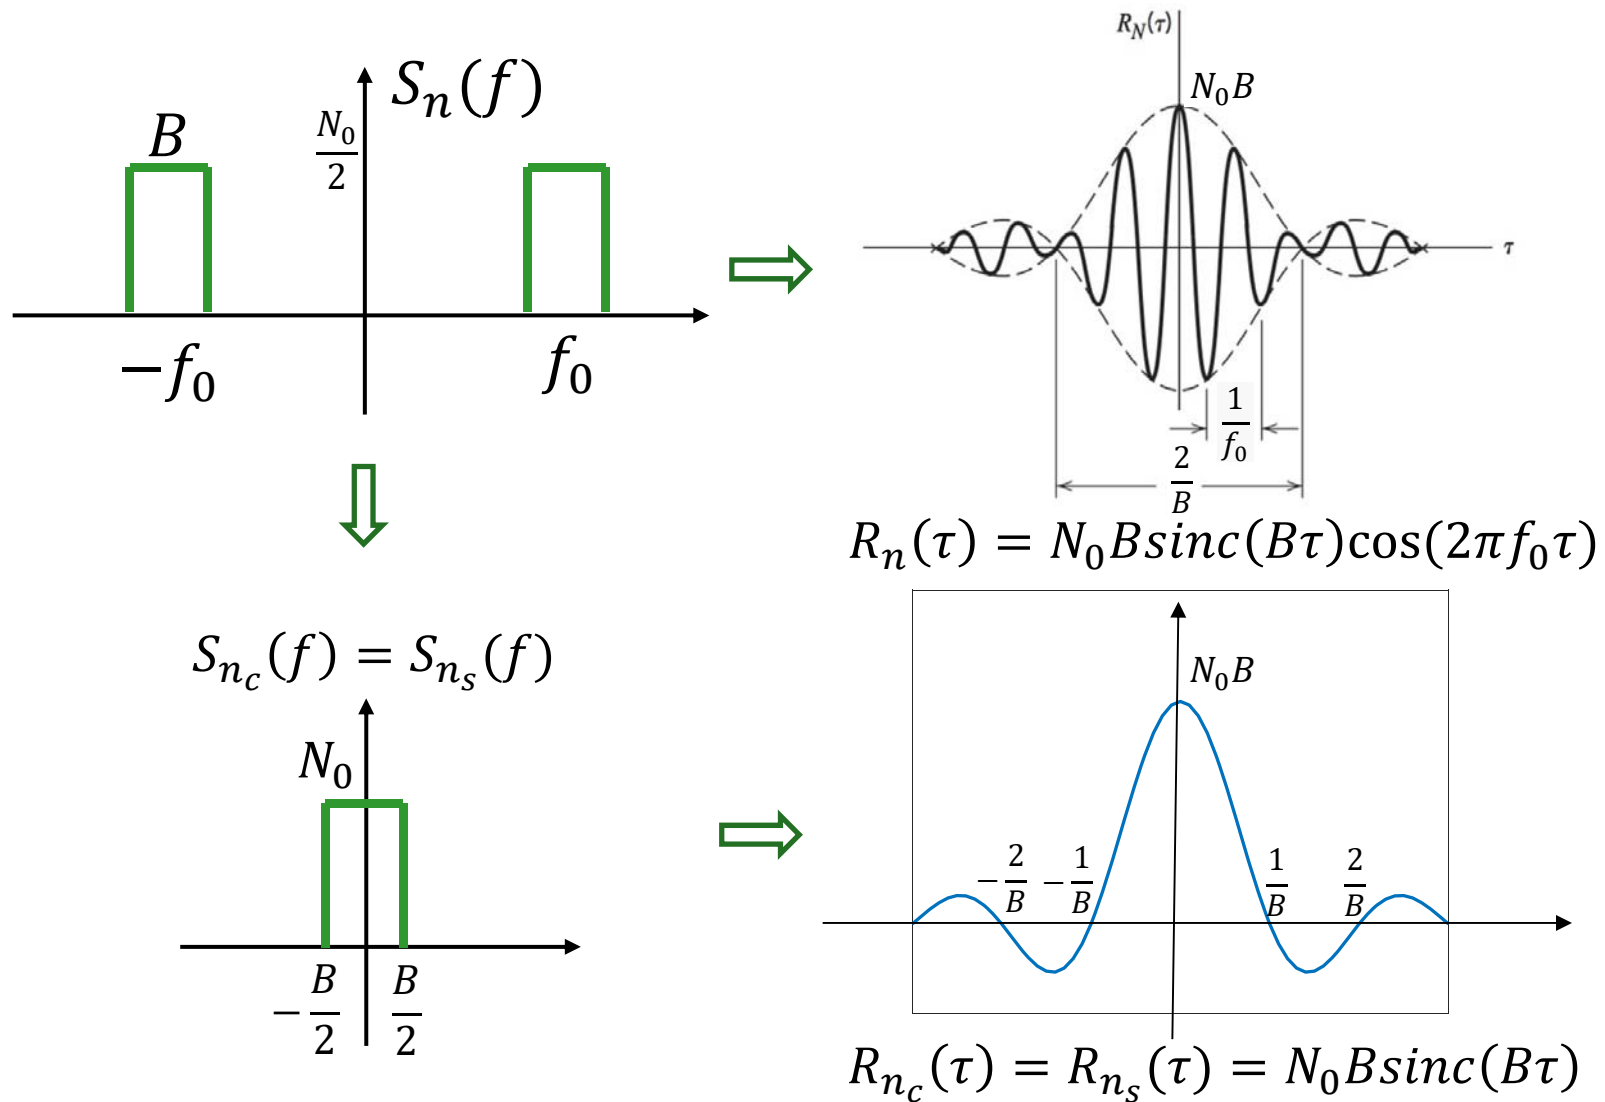 S_n(f)
B
N_0/2
−f_0
f_0
R_N(τ)
N_0B
τ
1/f_0
2/B
R_n(τ) = N_0Bsinc(Bτ)cos(2πf_0τ)
S_{n_c}(f) = S_{n_s}(f)
N_0
−B/2
B/2
N_0B
−2/B
−1/B
1/B
2/B
R_{n_c}(τ) = R_{n_s}(τ) = N_0Bsinc(Bτ)